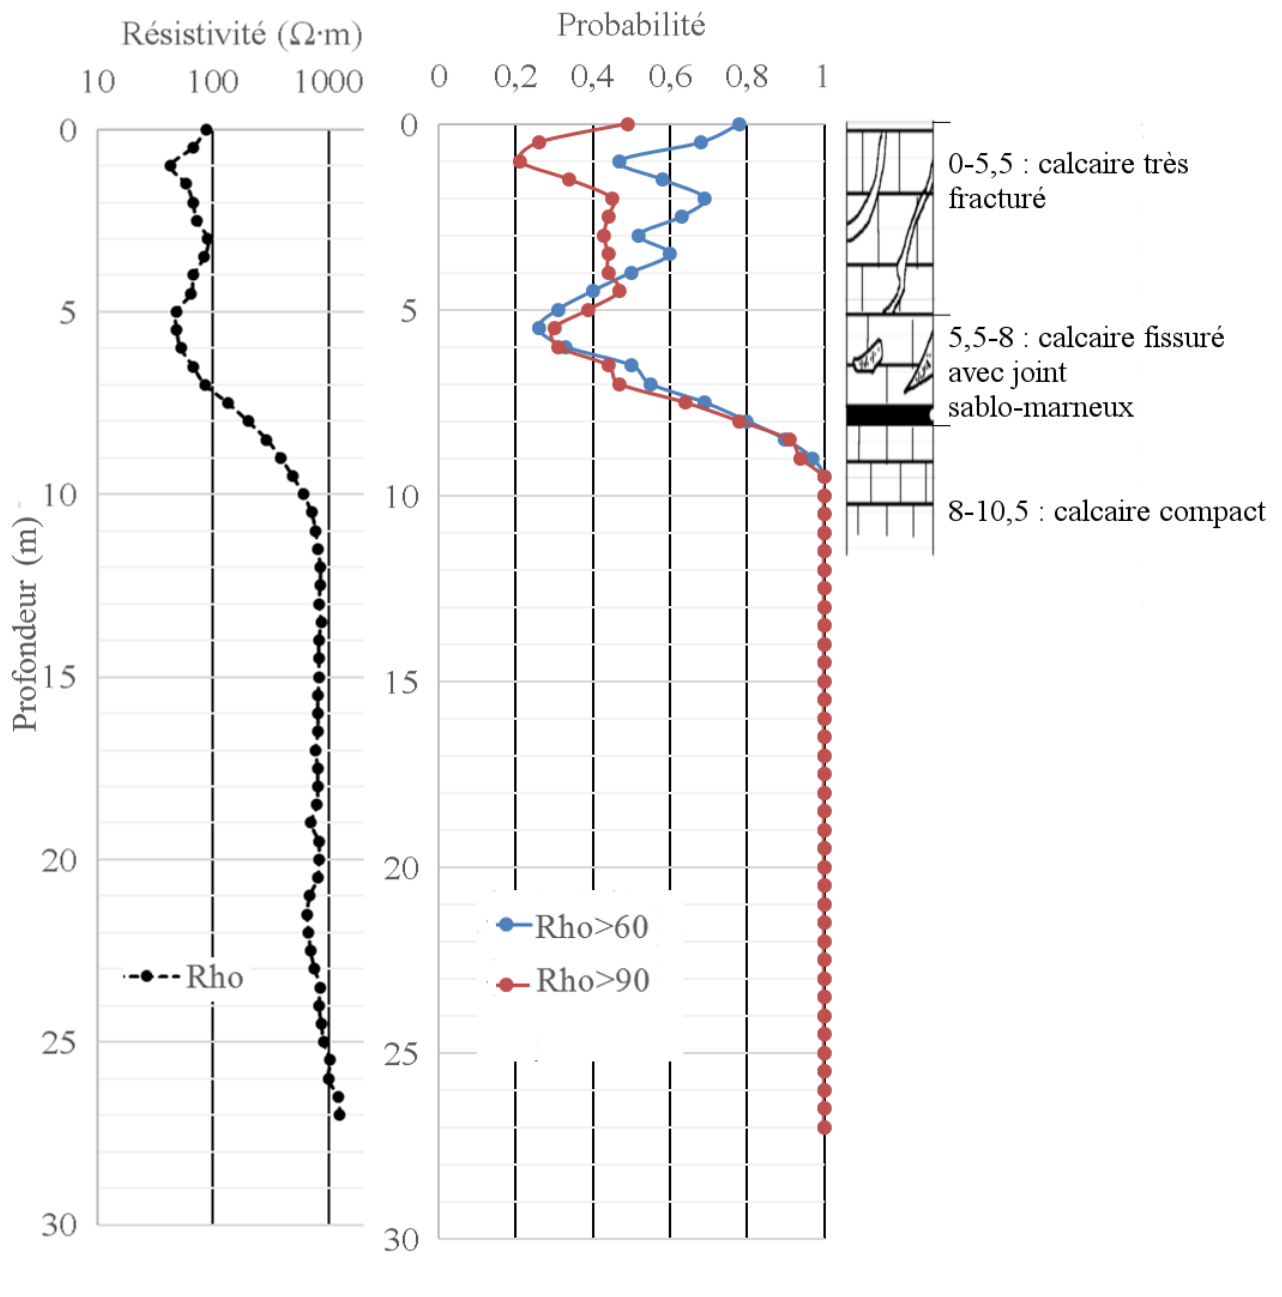 Résistivité (Ω·m)
10 100 1000
0
5
10
15
20
25
30
Profondeur (m)
Rho
Probabilité
0 0,2 0,4 0,6 0,8 1
0
5
10
15
20
25
30
Rho>60
Rho>90
0-5,5 : calcaire très
fracturé
5,5-8 : calcaire fissuré
avec joint
sablo-marneux
8-10,5 : calcaire compact